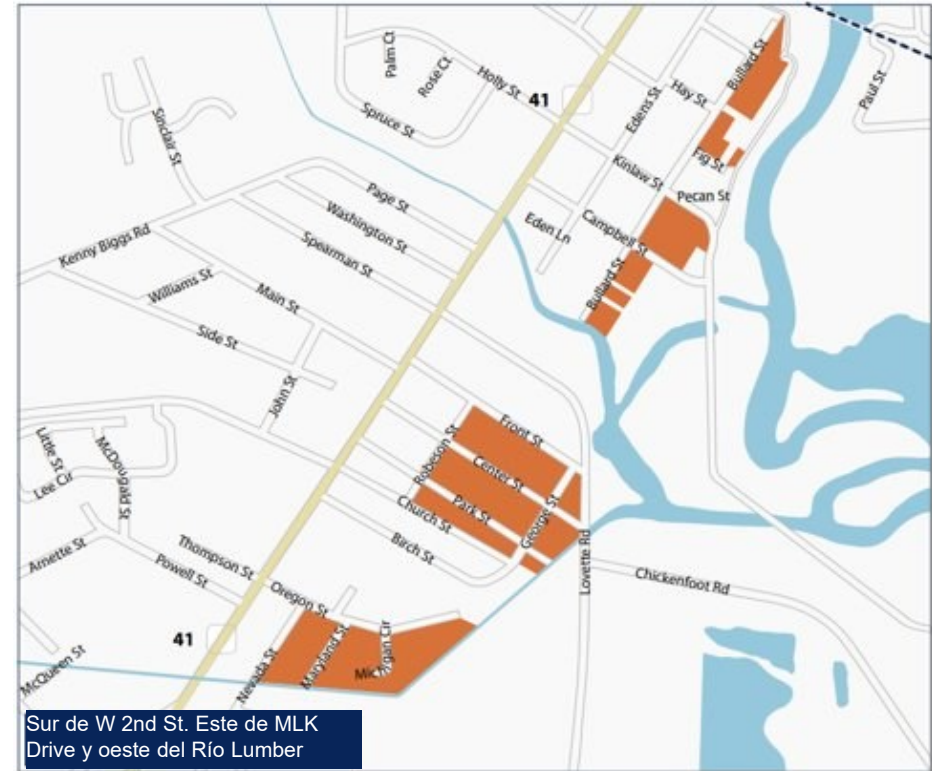 Palm Ct
Rose Ct
Holly St
41
Spruce St
Bullard St
Hay St
Edens St
Paul St
Fig St
Kinlaw St
Pecan St
Sinclair St
Page St
Washington St
Spearman St
Eden Ln
Campbell St
Bullard St
Kenny Biggs Rd
Williams St
Main St
Side St
John St
Front St
Robeson St
Center St
Little St
Lee Cir
McDougald St
Park St
George St
Church St
Birch St
Arnette St
Thompson St
Powell St
Lovette Rd
Chickenfoot Rd
Oregon St
41
McQueen St
Nevada St
Maryland St
Michigan Cir
Sur de W 2nd St. Este de MLK
Drive y oeste del Río Lumber